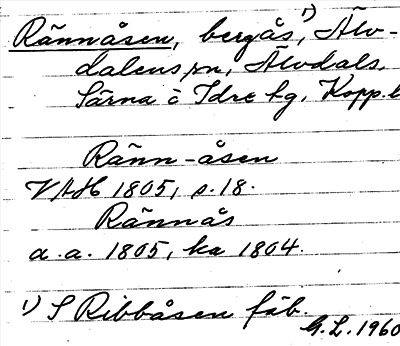 Rännåsen, bergås,¹⁾ Älv-
dalens sn, Älvdals,
Särna o Idre tg, Kopp. l
Ränn-åsen
VAH 1805, s. 18.
Rännås
a. a. 1805, ka 1804.
¹⁾ S Ribbåsen fäb.
G. L. 1960